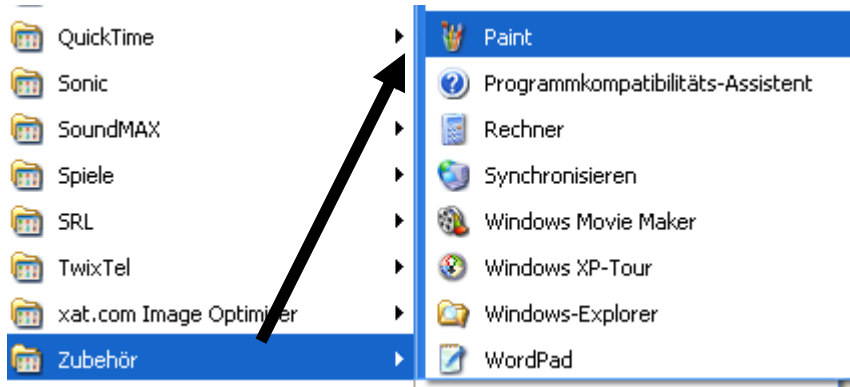 QuickTime
Sonic
SoundMAX
Spiele
SRL
TwixTel
xat.com Image Optimizer
Zubehör
Paint
Programmkompatibilitäts-Assistent
Rechner
Synchronisieren
Windows Movie Maker
Windows XP-Tour
Windows-Explorer
WordPad